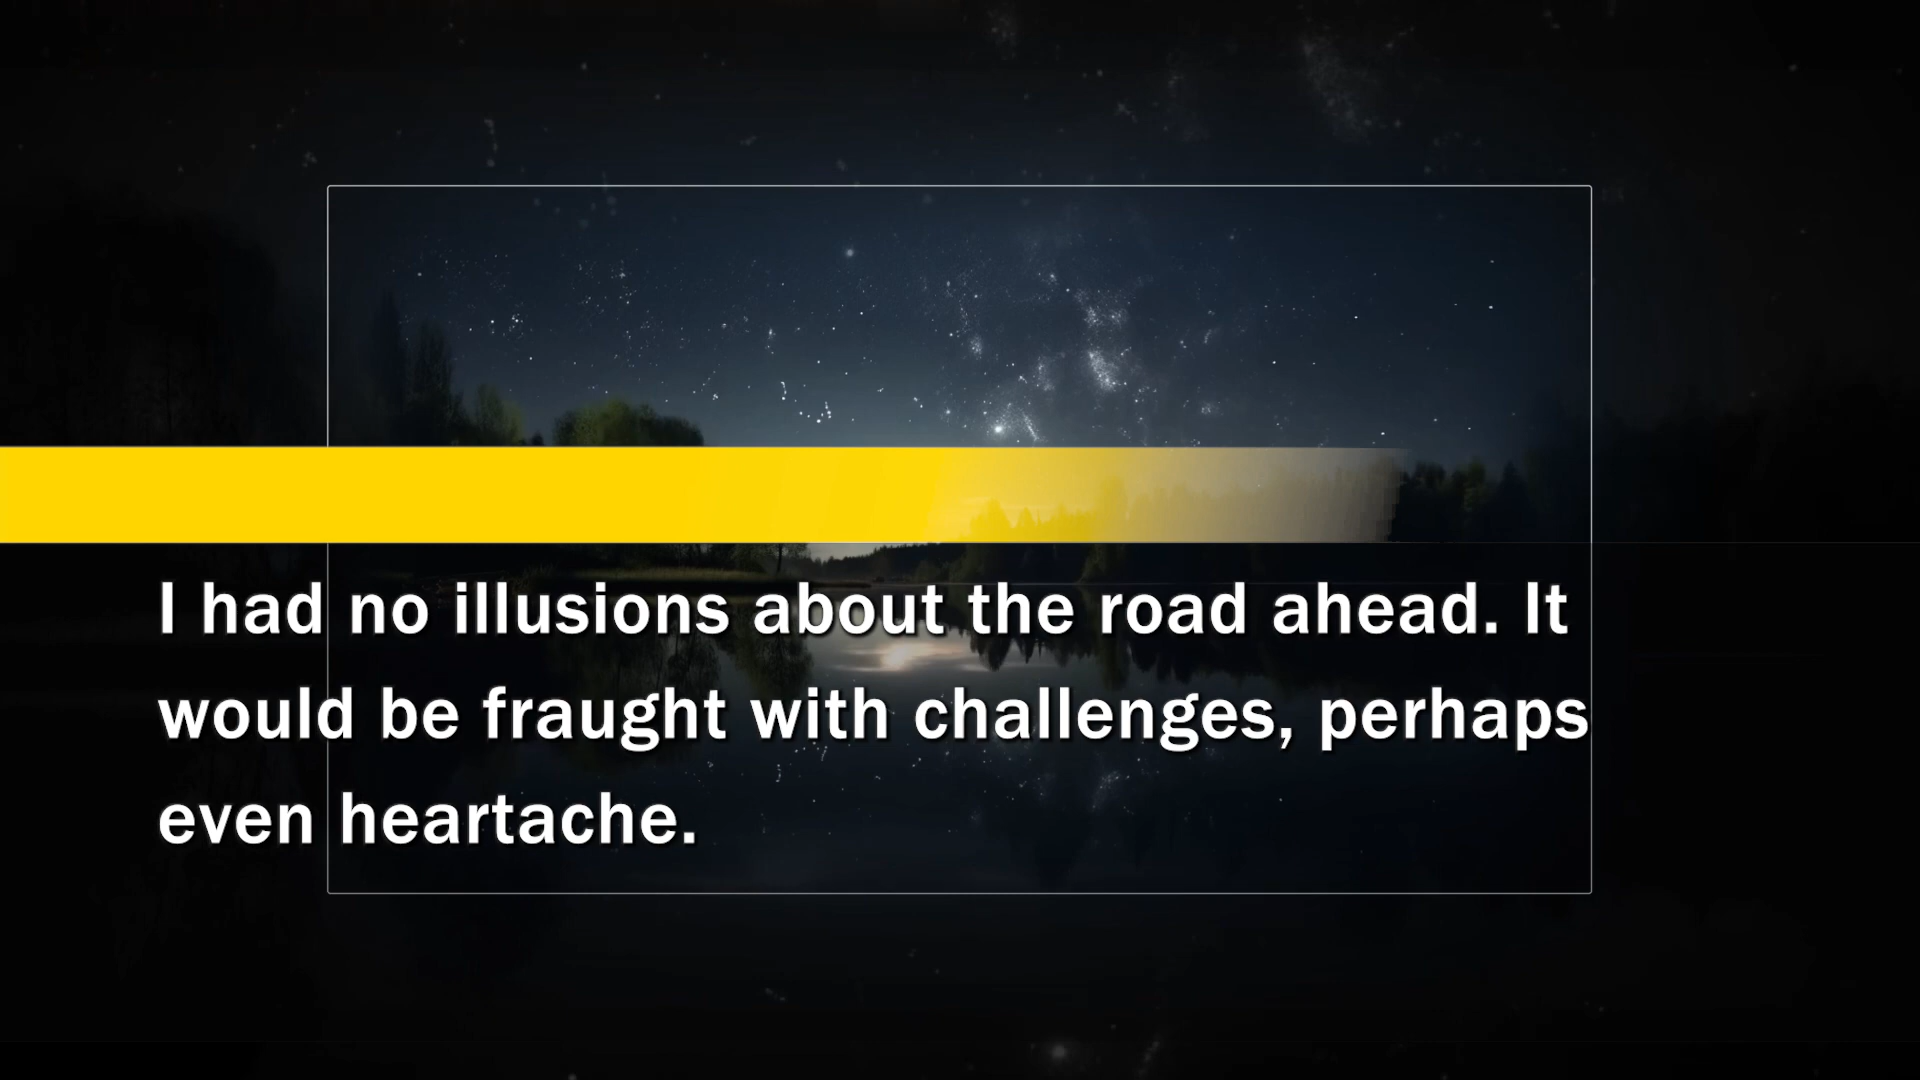 I had no illusions about the road ahead. It
would be fraught with challenges, perhaps
even heartache.